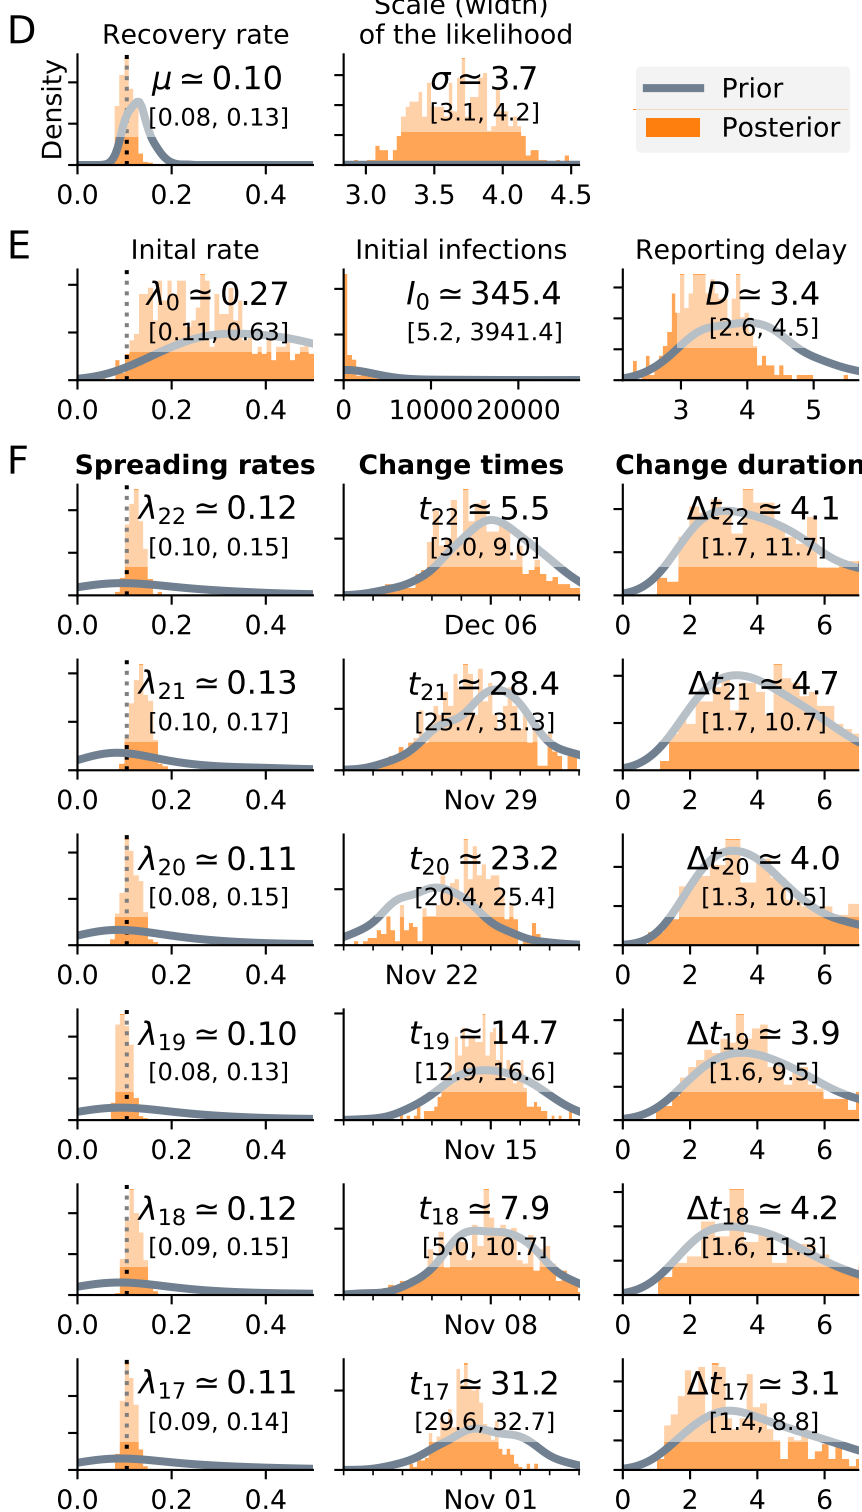 D
Recovery rate
Scale (width)
of the likelihood
Density
μ ≃ 0.10
[0.08, 0.13]
0.0 0.2 0.4
σ ≃ 3.7
[3.1, 4.2]
3.0 3.5 4.0 4.5
Prior
Posterior
E
Inital rate
λ0 ≃ 0.27
[0.11, 0.63]
0.0 0.2 0.4
Initial infections
I0 ≃ 345.4
[5.2, 3941.4]
0 10000 20000
Reporting delay
D ≃ 3.4
[2.6, 4.5]
3 4 5
F
Spreading rates Change times Change duration
λ22 ≃ 0.12 t22 ≃ 5.5 Δt22 ≃ 4.1
[0.10, 0.15] [3.0, 9.0] [1.7, 11.7]
0.0 0.2 0.4 Dec 06 0 2 4 6
λ21 ≃ 0.13 t21 ≃ 28.4 Δt21 ≃ 4.7
[0.10, 0.17] [25.7, 31.3] [1.7, 10.7]
0.0 0.2 0.4 Nov 29 0 2 4 6
λ20 ≃ 0.11 t20 ≃ 23.2 Δt20 ≃ 4.0
[0.08, 0.15] [20.4, 25.4] [1.3, 10.5]
0.0 0.2 0.4 Nov 22 0 2 4 6
λ19 ≃ 0.10 t19 ≃ 14.7 Δt19 ≃ 3.9
[0.08, 0.13] [12.9, 16.6] [1.6, 9.5]
0.0 0.2 0.4 Nov 15 0 2 4 6
λ18 ≃ 0.12 t18 ≃ 7.9 Δt18 ≃ 4.2
[0.09, 0.15] [5.0, 10.7] [1.6, 11.3]
0.0 0.2 0.4 Nov 08 0 2 4 6
λ17 ≃ 0.11 t17 ≃ 31.2 Δt17 ≃ 3.1
[0.09, 0.14] [29.6, 32.7] [1.4, 8.8]
0.0 0.2 0.4 Nov 01 0 2 4 6